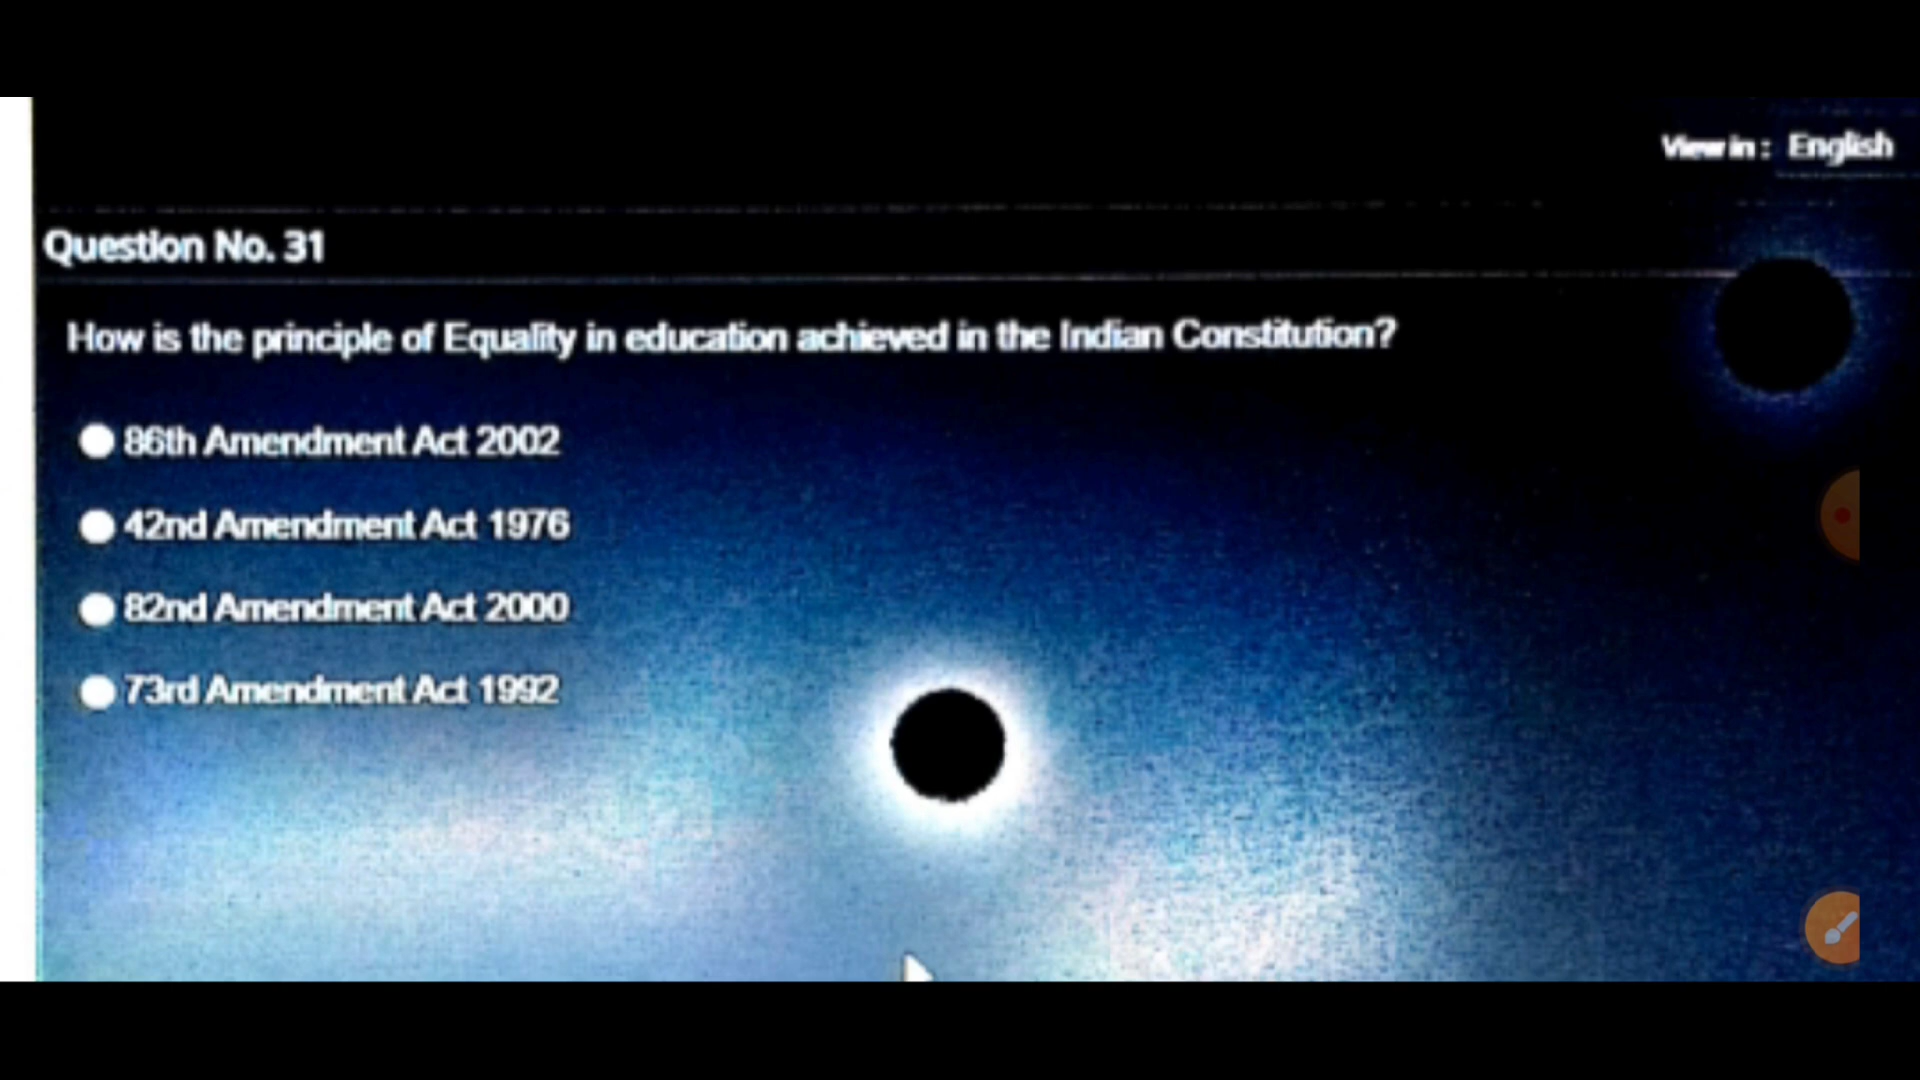 View in : English
Question No. 31
How is the principle of Equality in education achieved in the Indian Constitution?
86th Amendment Act 2002
42nd Amendment Act 1976
82nd Amendment Act 2000
73rd Amendment Act 1992